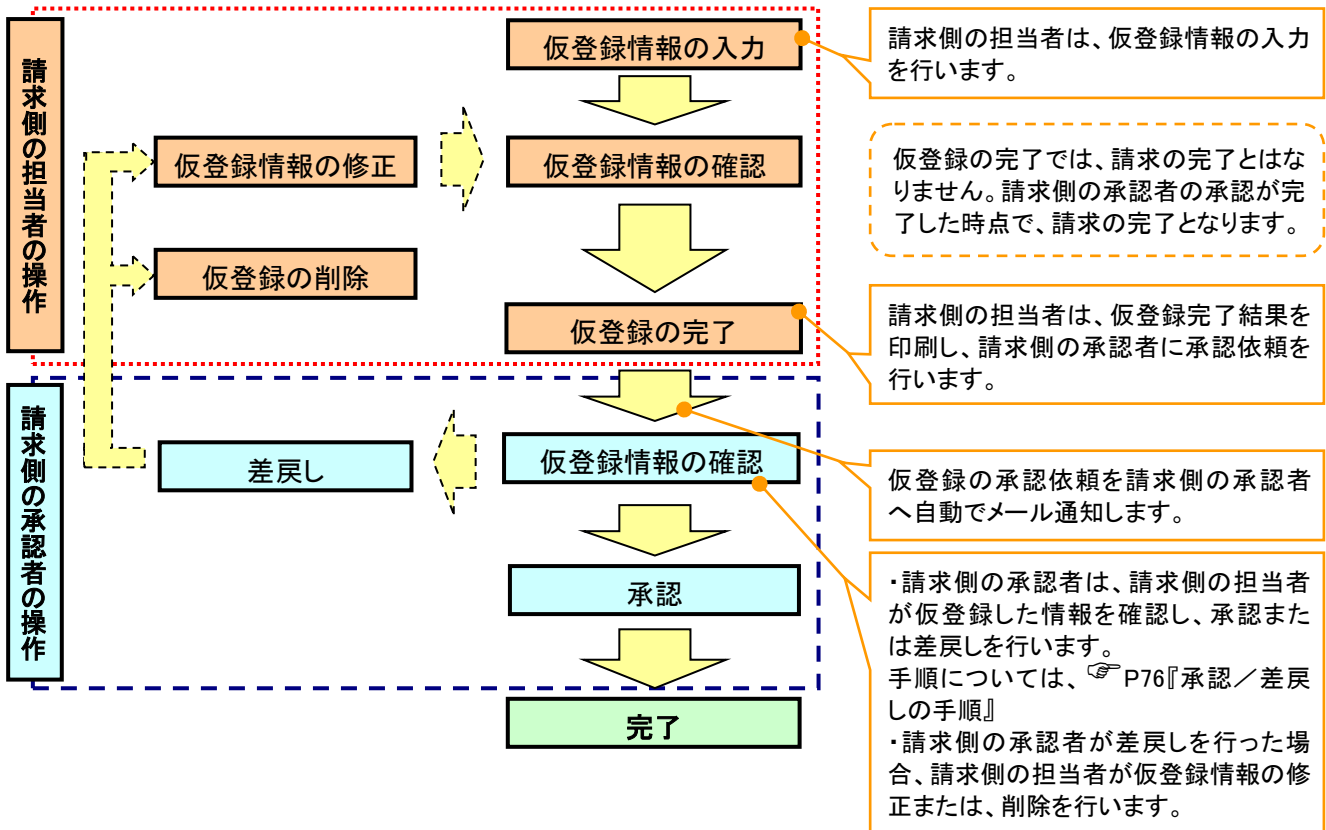 請求側の担当者の操作
仮登録情報の入力
仮登録情報の修正
仮登録情報の確認
仮登録の削除
仮登録の完了
請求側の承認者の操作
差戻し
仮登録情報の確認
承認
完了
請求側の担当者は、仮登録情報の入力
を行います。
仮登録の完了では、請求の完了とはな
りません。請求側の承認者の承認が完
了した時点で、請求の完了となります。
請求側の担当者は、仮登録完了結果を
印刷し、請求側の承認者に承認依頼を
行います。
仮登録の承認依頼を請求側の承認者
へ自動でメール通知します。
・請求側の承認者は、請求側の担当者
が仮登録した情報を確認し、承認また
は差戻しを行います。
手順については、☞P76『承認／差戻
しの手順』
・請求側の承認者が差戻しを行った場
合、請求側の担当者が仮登録情報の修
正または、削除を行います。